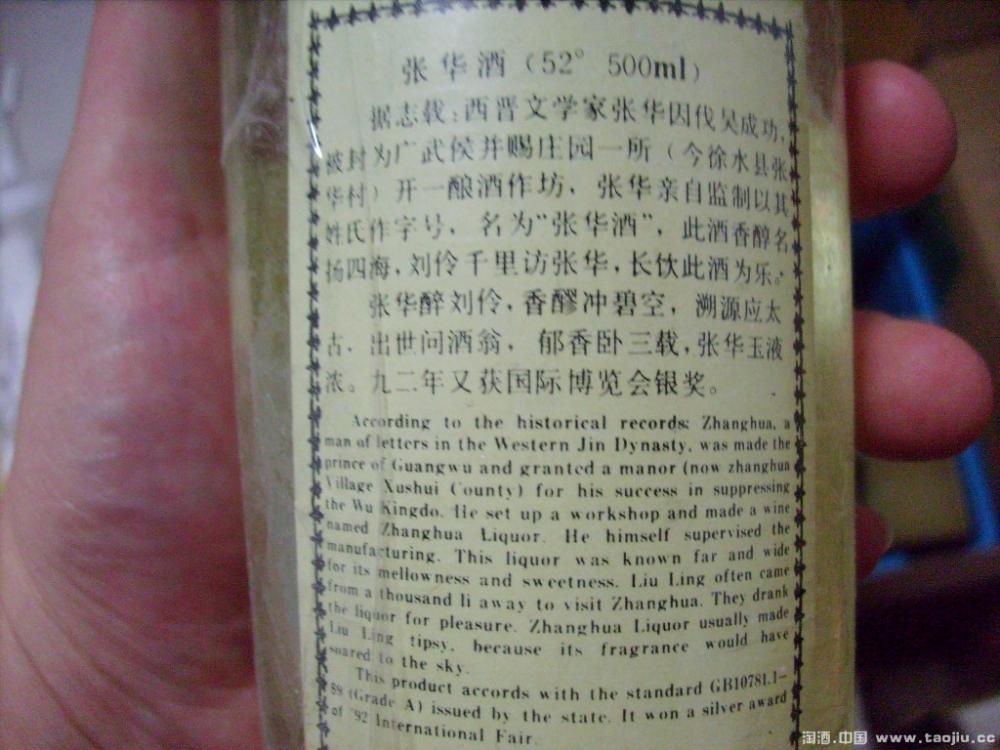 张华酒（52° 500ml）
据志载：西晋文学家张华因伐吴成功，
被封为广武侯并赐庄园一所（今徐水县张
华村）开一酿酒作坊，张华亲自监制以其
姓氏作字号，名为“张华酒”，此酒香醇名
扬四海，刘伶千里访张华，长饮此酒为乐。
张华醉刘伶，香醪冲碧空，溯源应太
古，出世问酒翁，郁香卧三载，张华玉液
浓。九二年又获国际博览会银奖。
According to the historical records: Zhanghua, a
man of letters in the Western Jin Dynasty, was made the
prince of Guangwu and granted a manor (now zhanghua
Village Xushui County) for his success in suppressing
the Wu Kingdo. He set up a workshop and made a wine
named Zhanghua Liquor. He himself supervised the
manufacturing. This liquor was known far and wide
for its mellowness and sweetness. Liu Ling often came
from a thousand li away to visit Zhanghua. They drank
the liquor for pleasure. Zhanghua Liquor usually made
Liu Ling tipsy, because its fragrance would have
soared to the sky.
This product accords with the standard GB10781.1-
89 (Grade A) issued by the state. It won a silver award
of '92 International Fair.
淘酒.中国 www.taojiu.cc